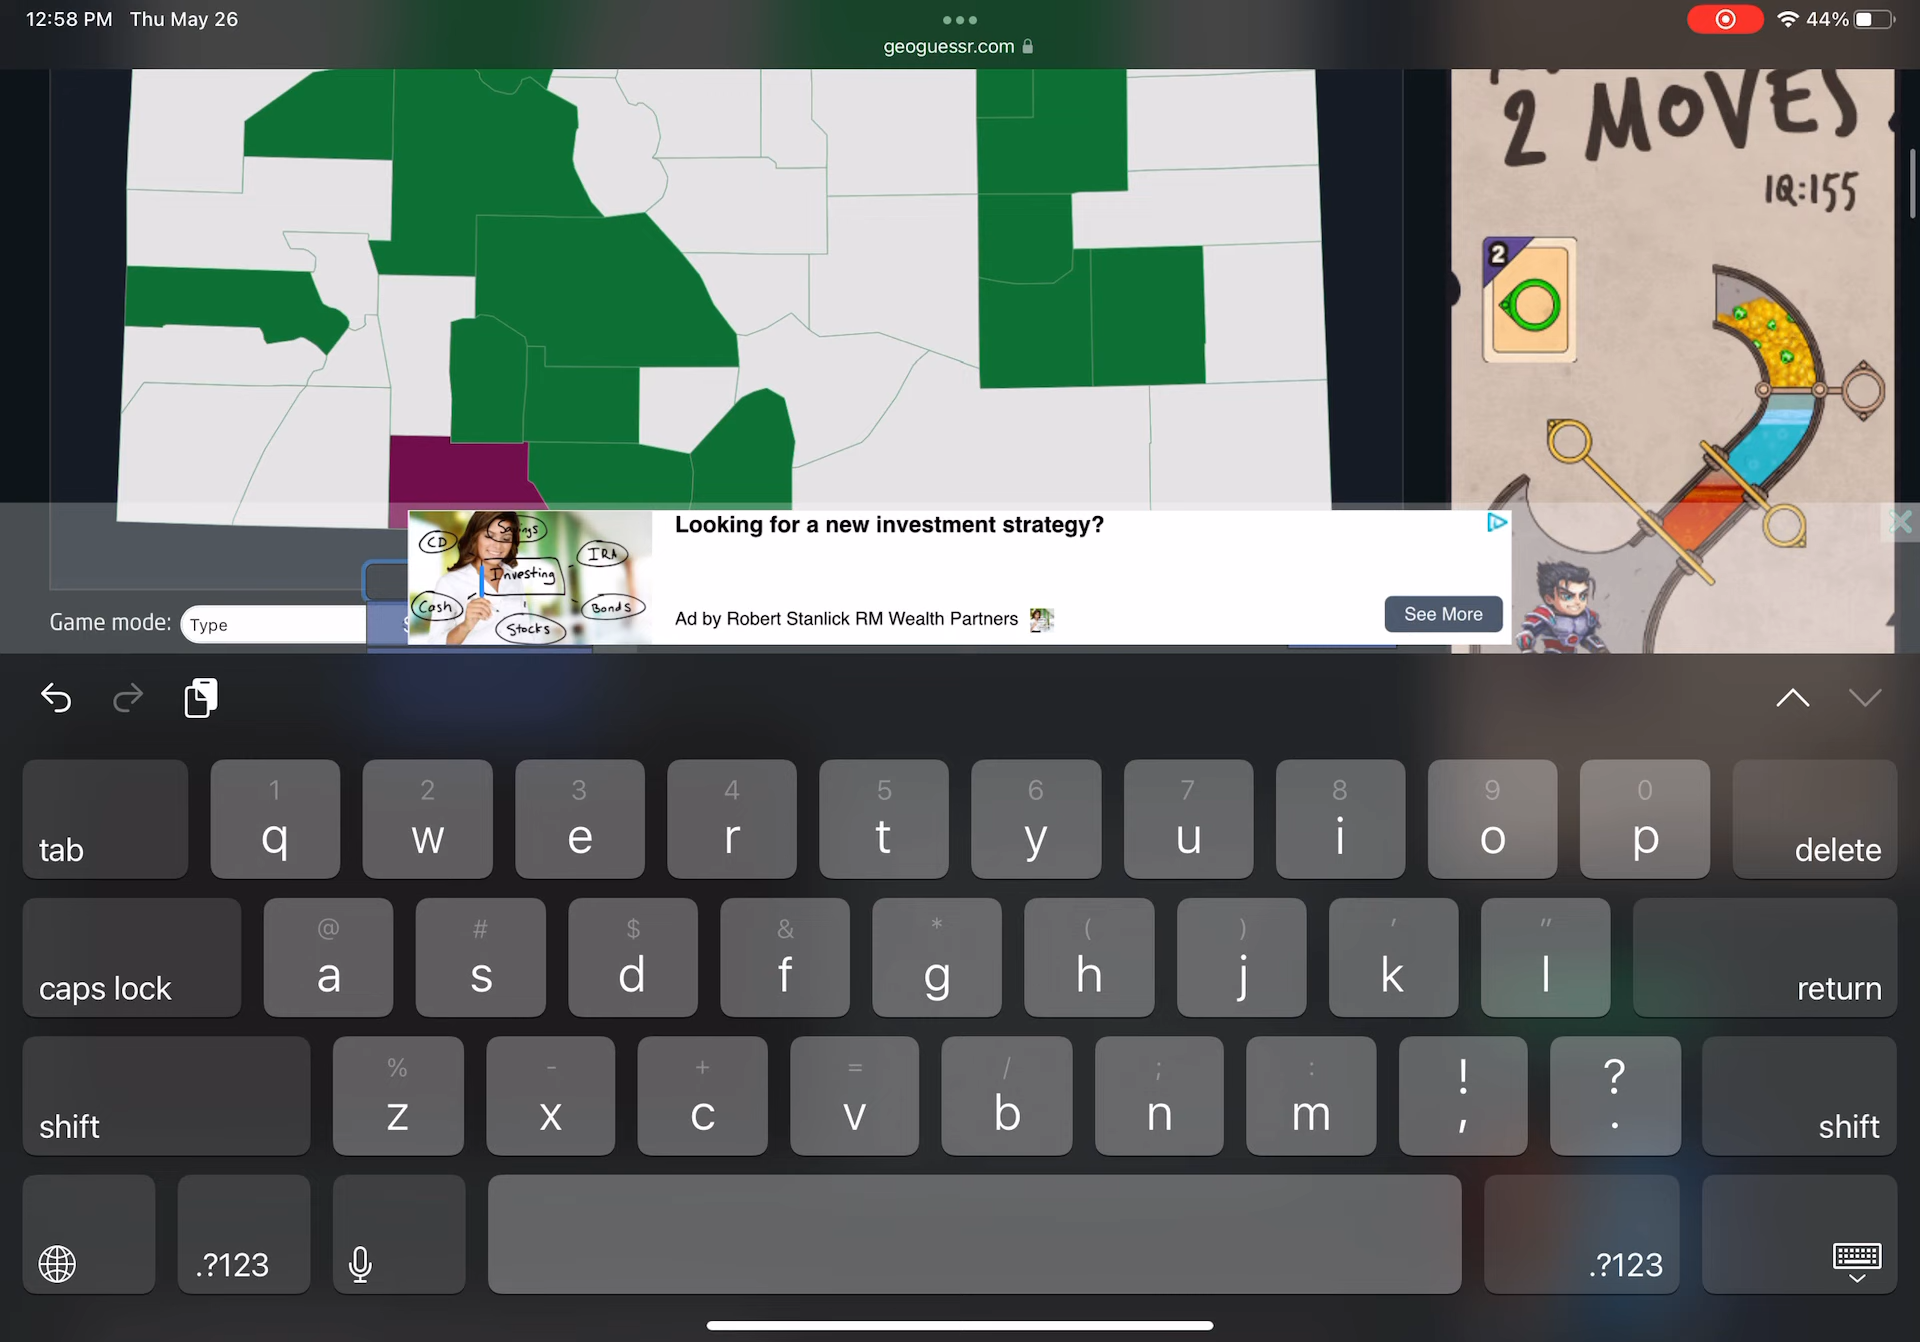 12:58 PM Thu May 26
44%
geoguessr.com
2 MOVES
IQ:155
2
Looking for a new investment strategy?
CD
Savings
IRA
Investing
Cash
Bonds
Stocks
Ad by Robert Stanlick RM Wealth Partners
See More
Game mode: Type
1 2 3 4 5 6 7 8 9 0
tab q w e r t y u i o p delete
@ # $ & * ( ) ' "
caps lock a s d f g h j k l return
% - + = / ; : ! ?
shift z x c v b n m , . shift
.?123 .?123